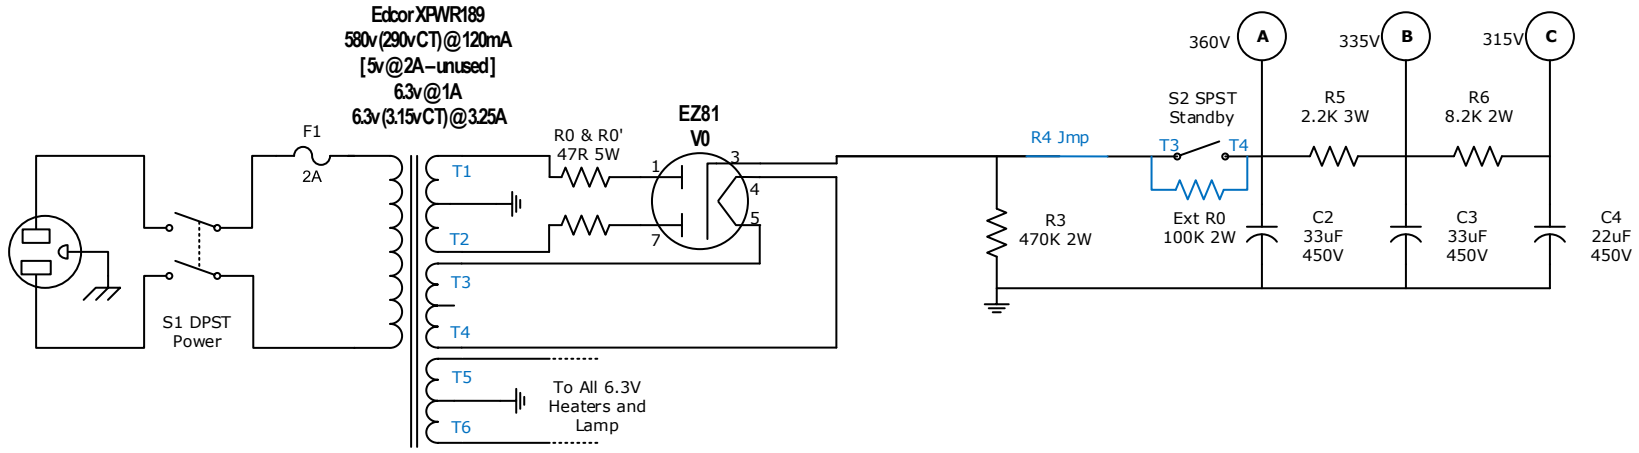 Edcor XPWR189
580v (290v CT) @ 120mA
[5v @ 2A – unused]
6.3v @ 1A
6.3v (3.15v CT) @ 3.25A
F1
2A
S1 DPST
Power
T1
T2
T3
T4
T5
T6
To All 6.3V
Heaters and
Lamp
R0 & R0'
47R 5W
EZ81
V0
1
7
3
4
5
R3
470K 2W
R4 Jmp
S2 SPST
Standby
T3
T4
Ext R0
100K 2W
360V
A
335V
B
315V
C
R5
2.2K 3W
R6
8.2K 2W
C2
33uF
450V
C3
33uF
450V
C4
22uF
450V